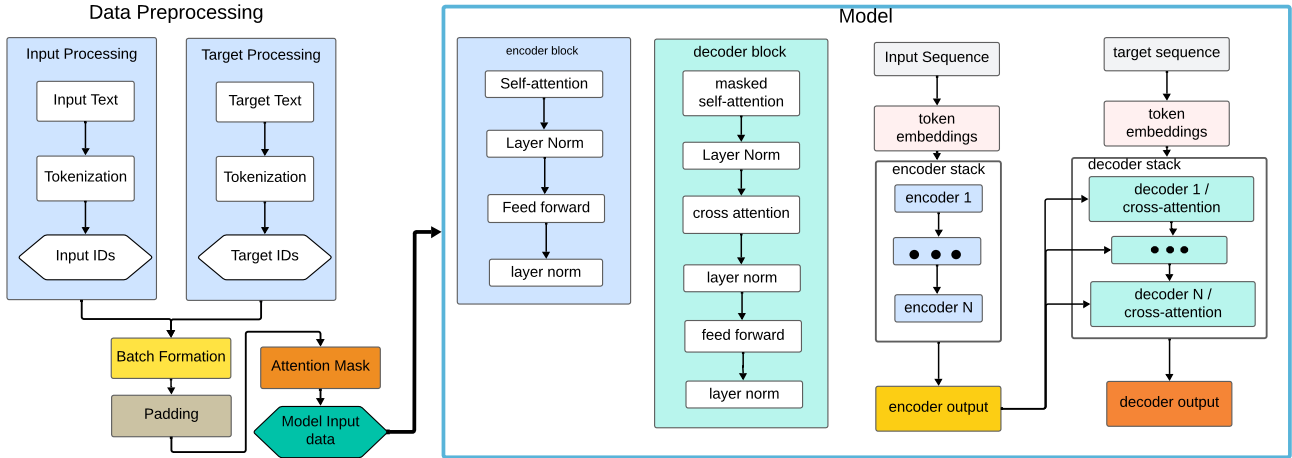 Data Preprocessing
Input Processing
Input Text
Tokenization
Input IDs
Target Processing
Target Text
Tokenization
Target IDs
Batch Formation
Padding
Attention Mask
Model Input
data
Model
encoder block
Self-attention
Layer Norm
Feed forward
layer norm
decoder block
masked
self-attention
Layer Norm
cross attention
layer norm
feed forward
layer norm
Input Sequence
token
embeddings
encoder stack
encoder 1
encoder N
encoder output
target sequence
token
embeddings
decoder stack
decoder 1 /
cross-attention
decoder N /
cross-attention
decoder output